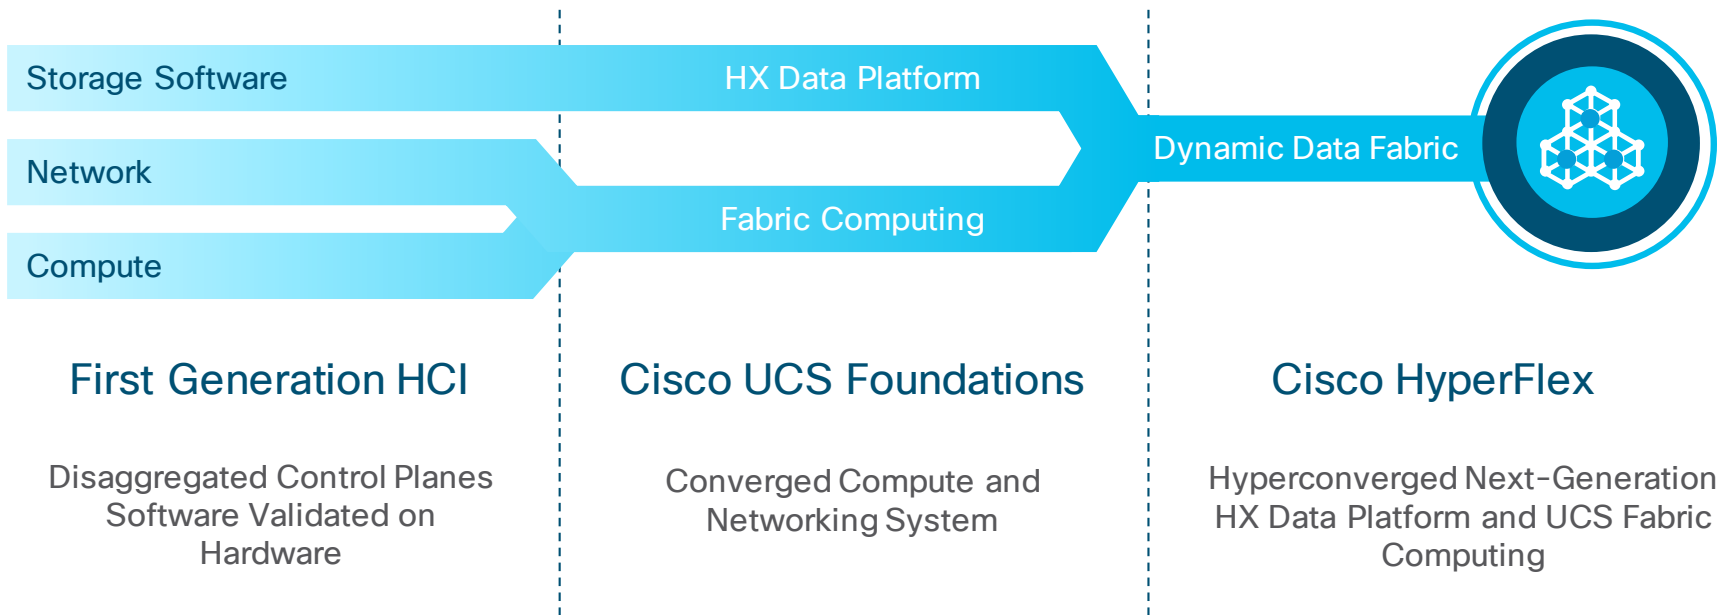 Storage Software
HX Data Platform
Network
Dynamic Data Fabric
Fabric Computing
Compute
First Generation HCI
Cisco UCS Foundations
Cisco HyperFlex
Disaggregated Control Planes
Software Validated on
Hardware
Converged Compute and
Networking System
Hyperconverged Next-Generation
HX Data Platform and UCS Fabric
Computing